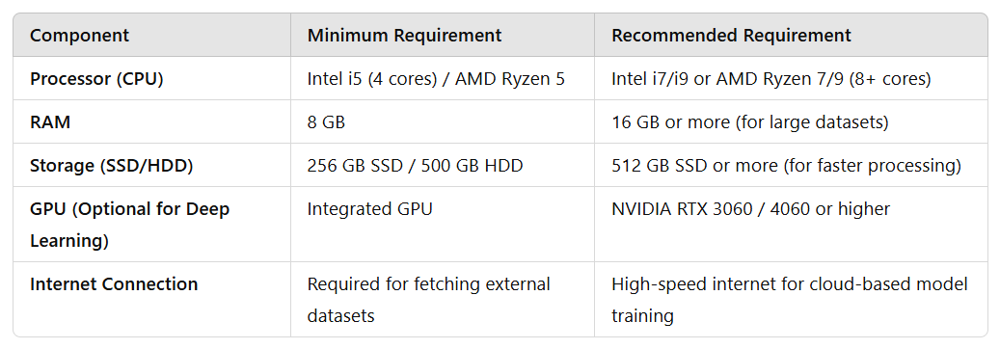 Component Minimum Requirement Recommended Requirement
Processor (CPU) Intel i5 (4 cores) / AMD Ryzen 5 Intel i7/i9 or AMD Ryzen 7/9 (8+ cores)
RAM 8 GB 16 GB or more (for large datasets)
Storage (SSD/HDD) 256 GB SSD / 500 GB HDD 512 GB SSD or more (for faster processing)
GPU (Optional for Deep
Learning)
Integrated GPU
NVIDIA RTX 3060 / 4060 or higher
Internet Connection
Required for fetching external
datasets
High-speed internet for cloud-based model
training